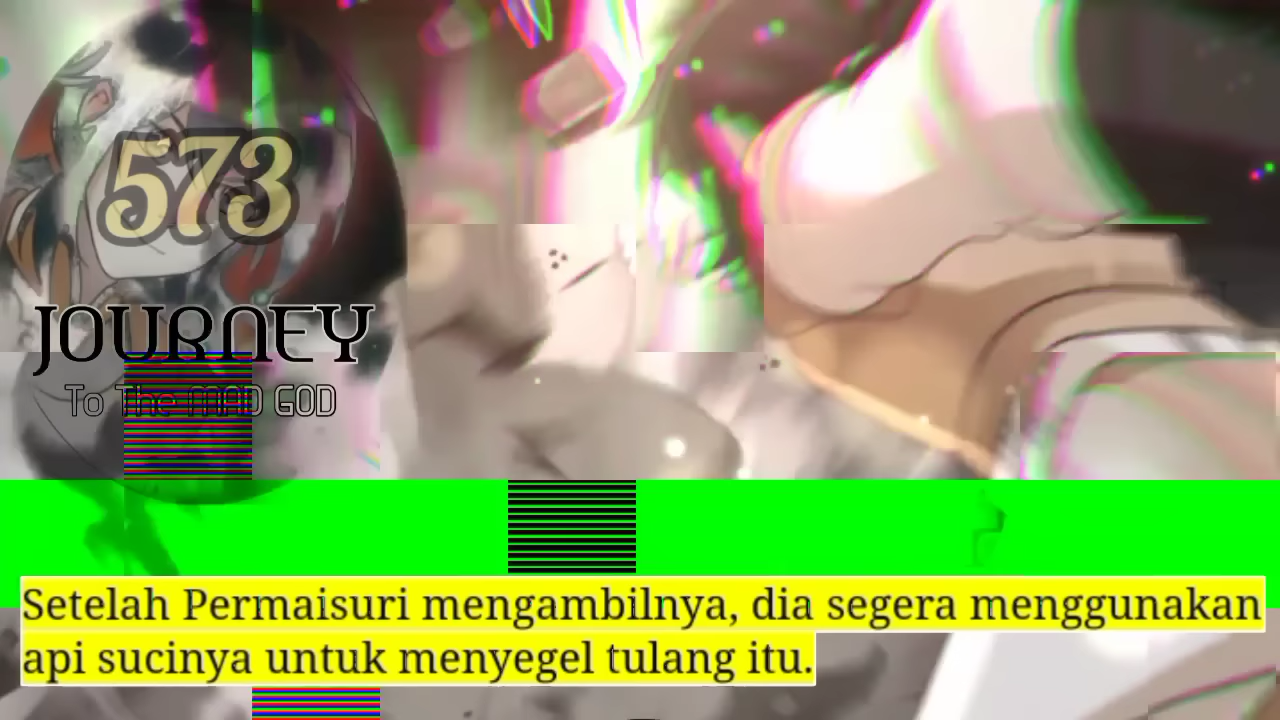 573
JOURNEY
To The MAD GOD
Setelah Permaisuri mengambilnya, dia segera menggunakan
api sucinya untuk menyegel tulang itu.